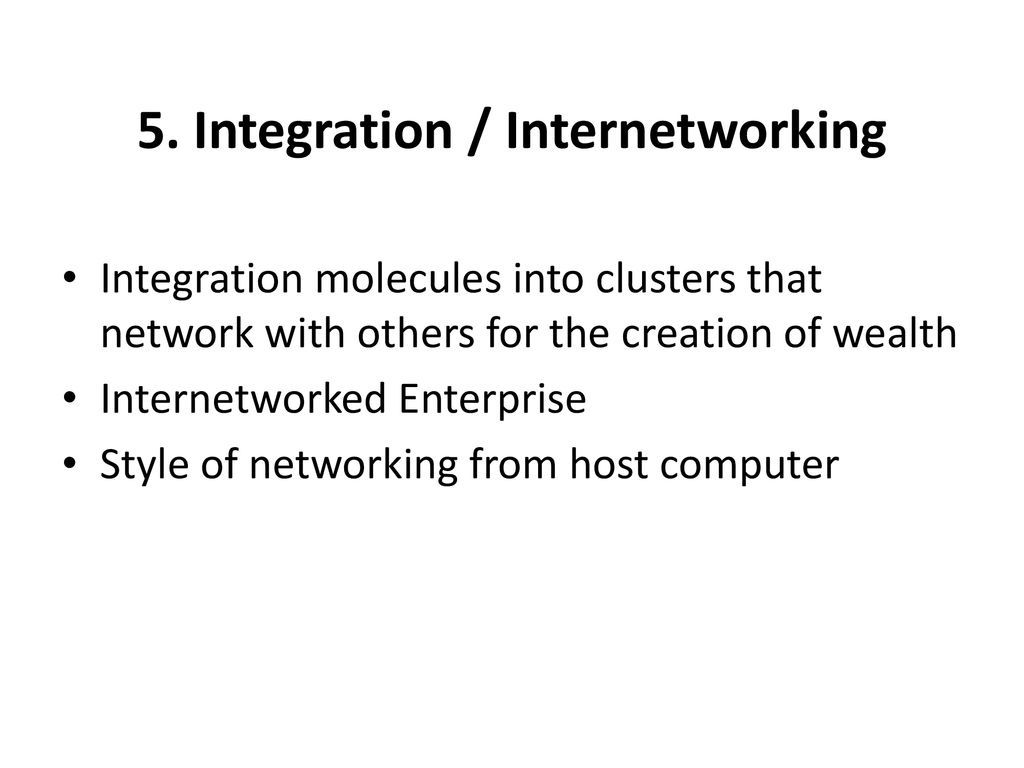 5. Integration / Internetworking
• Integration molecules into clusters that
network with others for the creation of wealth
• Internetworked Enterprise
• Style of networking from host computer